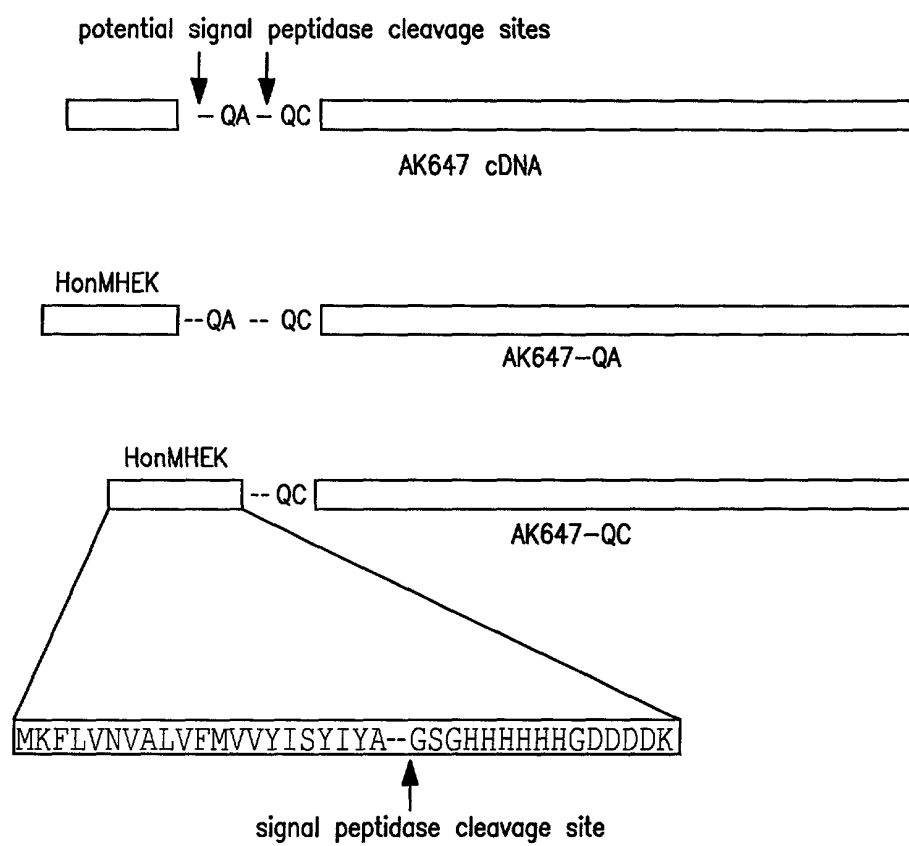 potential signal peptidase cleavage sites
– QA – QC
AK647 cDNA
HonMHEK
--QA -- QC
AK647–QA
HonMHEK
-- QC
AK647–QC
MKFLVNVALVFMVVYISYIYA--GSGHHHHHHGDDDDK
signal peptidase cleavage site